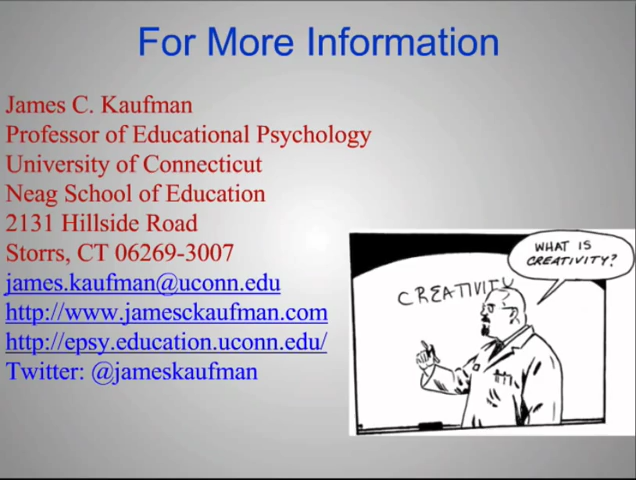 For More Information
James C. Kaufman
Professor of Educational Psychology
University of Connecticut
Neag School of Education
2131 Hillside Road
Storrs, CT 06269-3007
james.kaufman@uconn.edu
http://www.jamesckaufman.com
http://epsy.education.uconn.edu/
Twitter: @jameskaufman
WHAT IS
CREATIVITY?
CREATIVITY